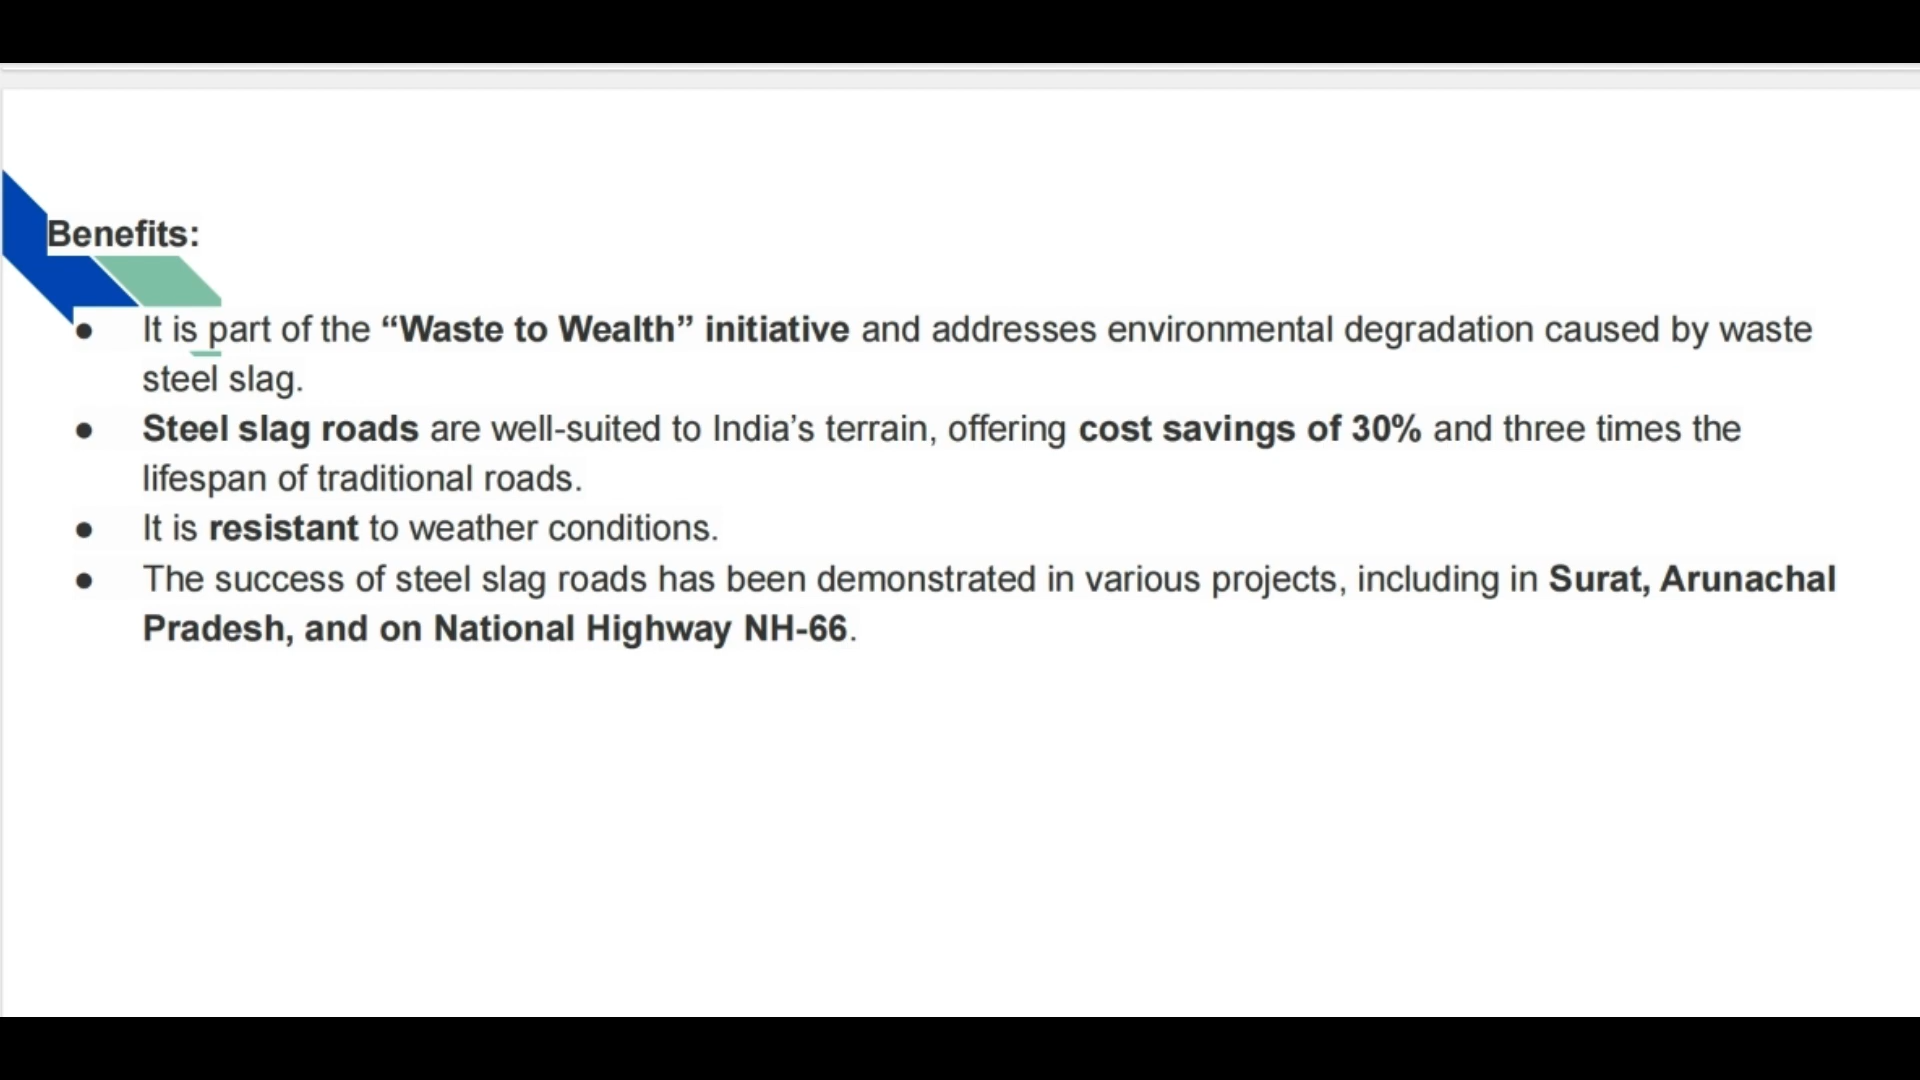 Benefits:
● It is part of the “Waste to Wealth” initiative and addresses environmental degradation caused by waste
steel slag.
● Steel slag roads are well-suited to India’s terrain, offering cost savings of 30% and three times the
lifespan of traditional roads.
● It is resistant to weather conditions.
● The success of steel slag roads has been demonstrated in various projects, including in Surat, Arunachal
Pradesh, and on National Highway NH-66.